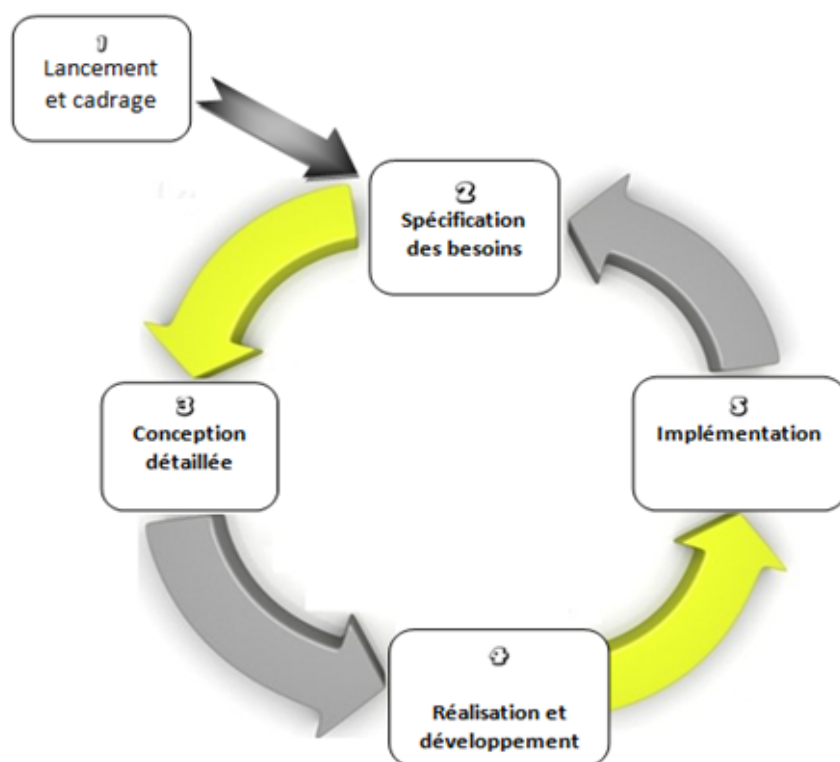 1
Lancement
et cadrage
2
Spécification
des besoins
3
Conception
détaillée
5
Implémentation
4
Réalisation et
développement